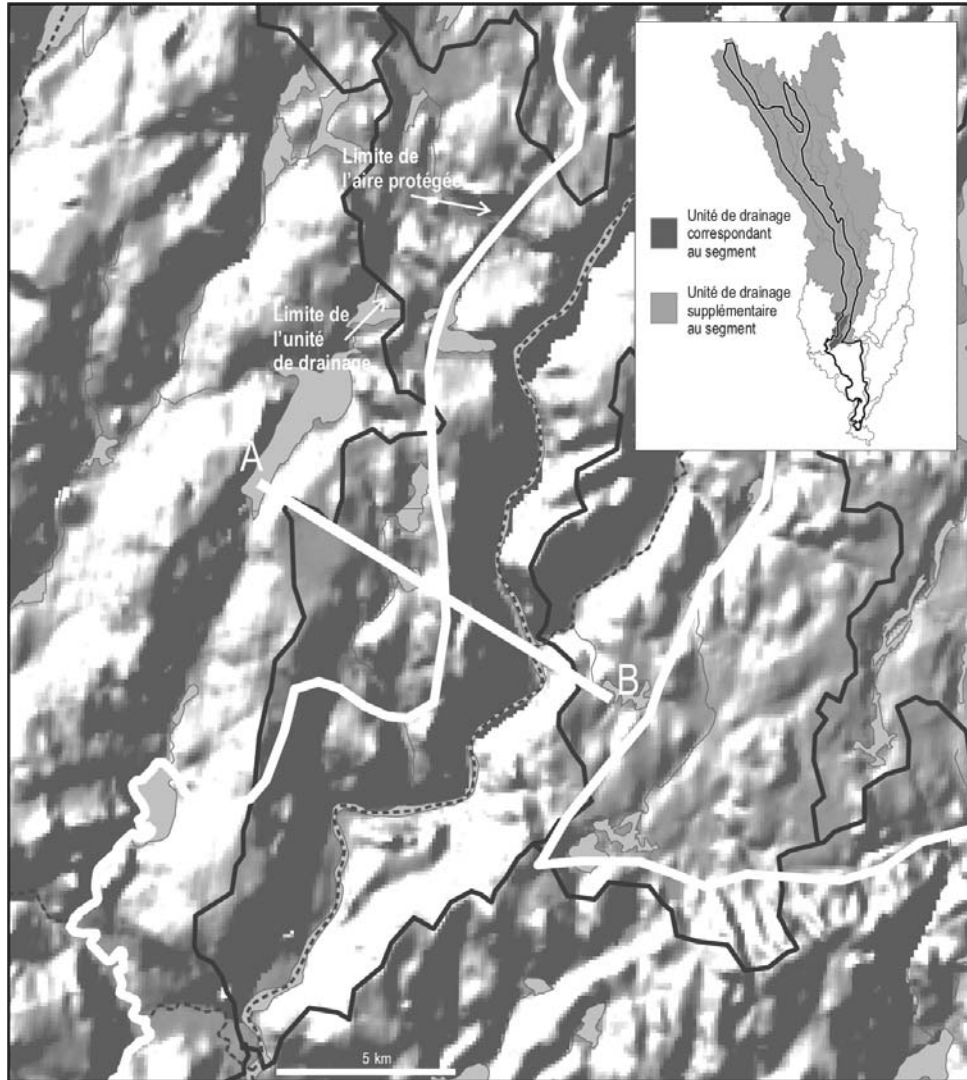 Limite de
l'aire protégée
Limite de
l'unité
de drainage
A
B
5 km
Unité de drainage
correspondant
au segment
Unité de drainage
supplémentaire
au segment